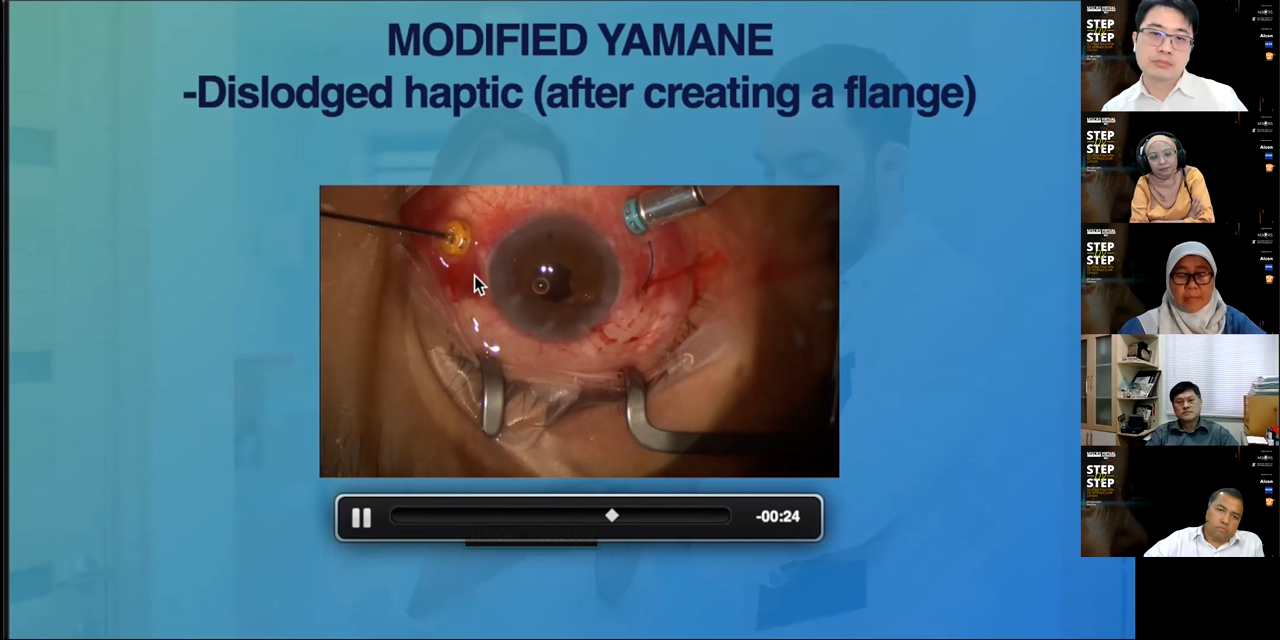 MODIFIED YAMANE
-Dislodged haptic (after creating a flange)
-00:24
STEP
STEP
Alcon
STEP
STEP
Alcon
STEP
STEP
Alcon
STEP
STEP
Alcon